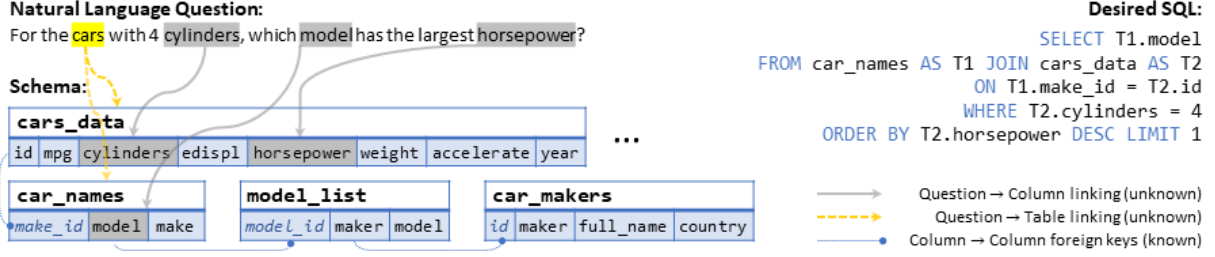 Natural Language Question:
For the cars with 4 cylinders, which model has the largest horsepower?
Schema:
cars_data
id mpg cylinders edispl horsepower weight accelerate year
...
car_names
make_id model make
model_list
model_id maker model
car_makers
id maker full_name country
Desired SQL:
SELECT T1.model
FROM car_names AS T1 JOIN cars_data AS T2
ON T1.make_id = T2.id
WHERE T2.cylinders = 4
ORDER BY T2.horsepower DESC LIMIT 1
Question → Column linking (unknown)
Question → Table linking (unknown)
Column → Column foreign keys (known)